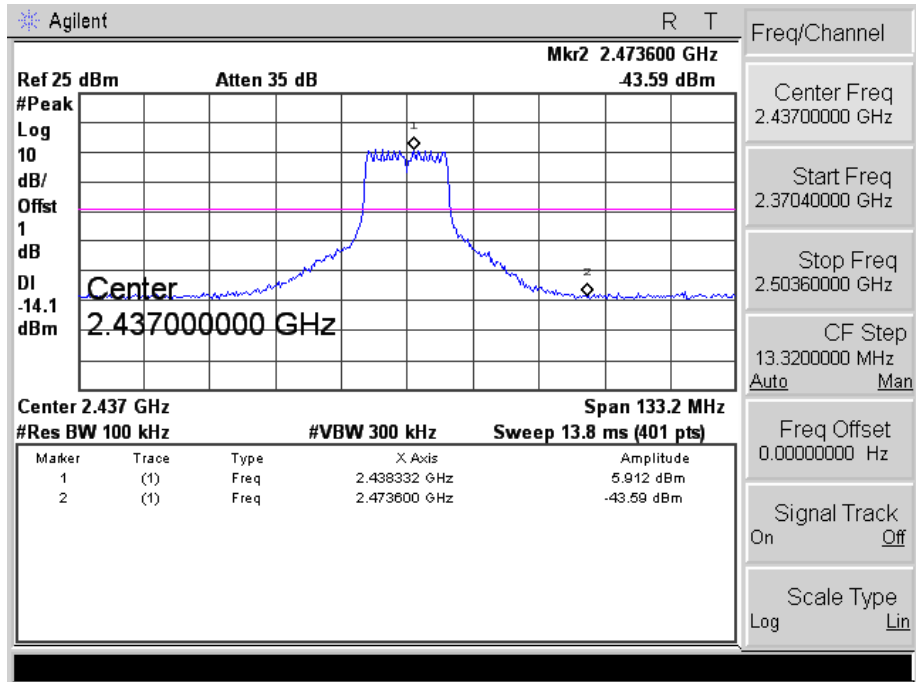 Agilent R T
Mkr2 2.473600 GHz
Ref 25 dBm Atten 35 dB -43.59 dBm
#Peak
Log
10
dB/
Offst
1
dB
DI
-14.1
dBm
1
2
Center
2.437000000 GHz
Center 2.437 GHz Span 133.2 MHz
#Res BW 100 kHz #VBW 300 kHz Sweep 13.8 ms (401 pts)
Marker Trace Type X Axis Amplitude
1 (1) Freq 2.438332 GHz 5.912 dBm
2 (1) Freq 2.473600 GHz -43.59 dBm
Freq/Channel
Center Freq
2.43700000 GHz
Start Freq
2.37040000 GHz
Stop Freq
2.50360000 GHz
CF Step
13.3200000 MHz
Auto Man
Freq Offset
0.00000000 Hz
Signal Track
On Off
Scale Type
Log Lin